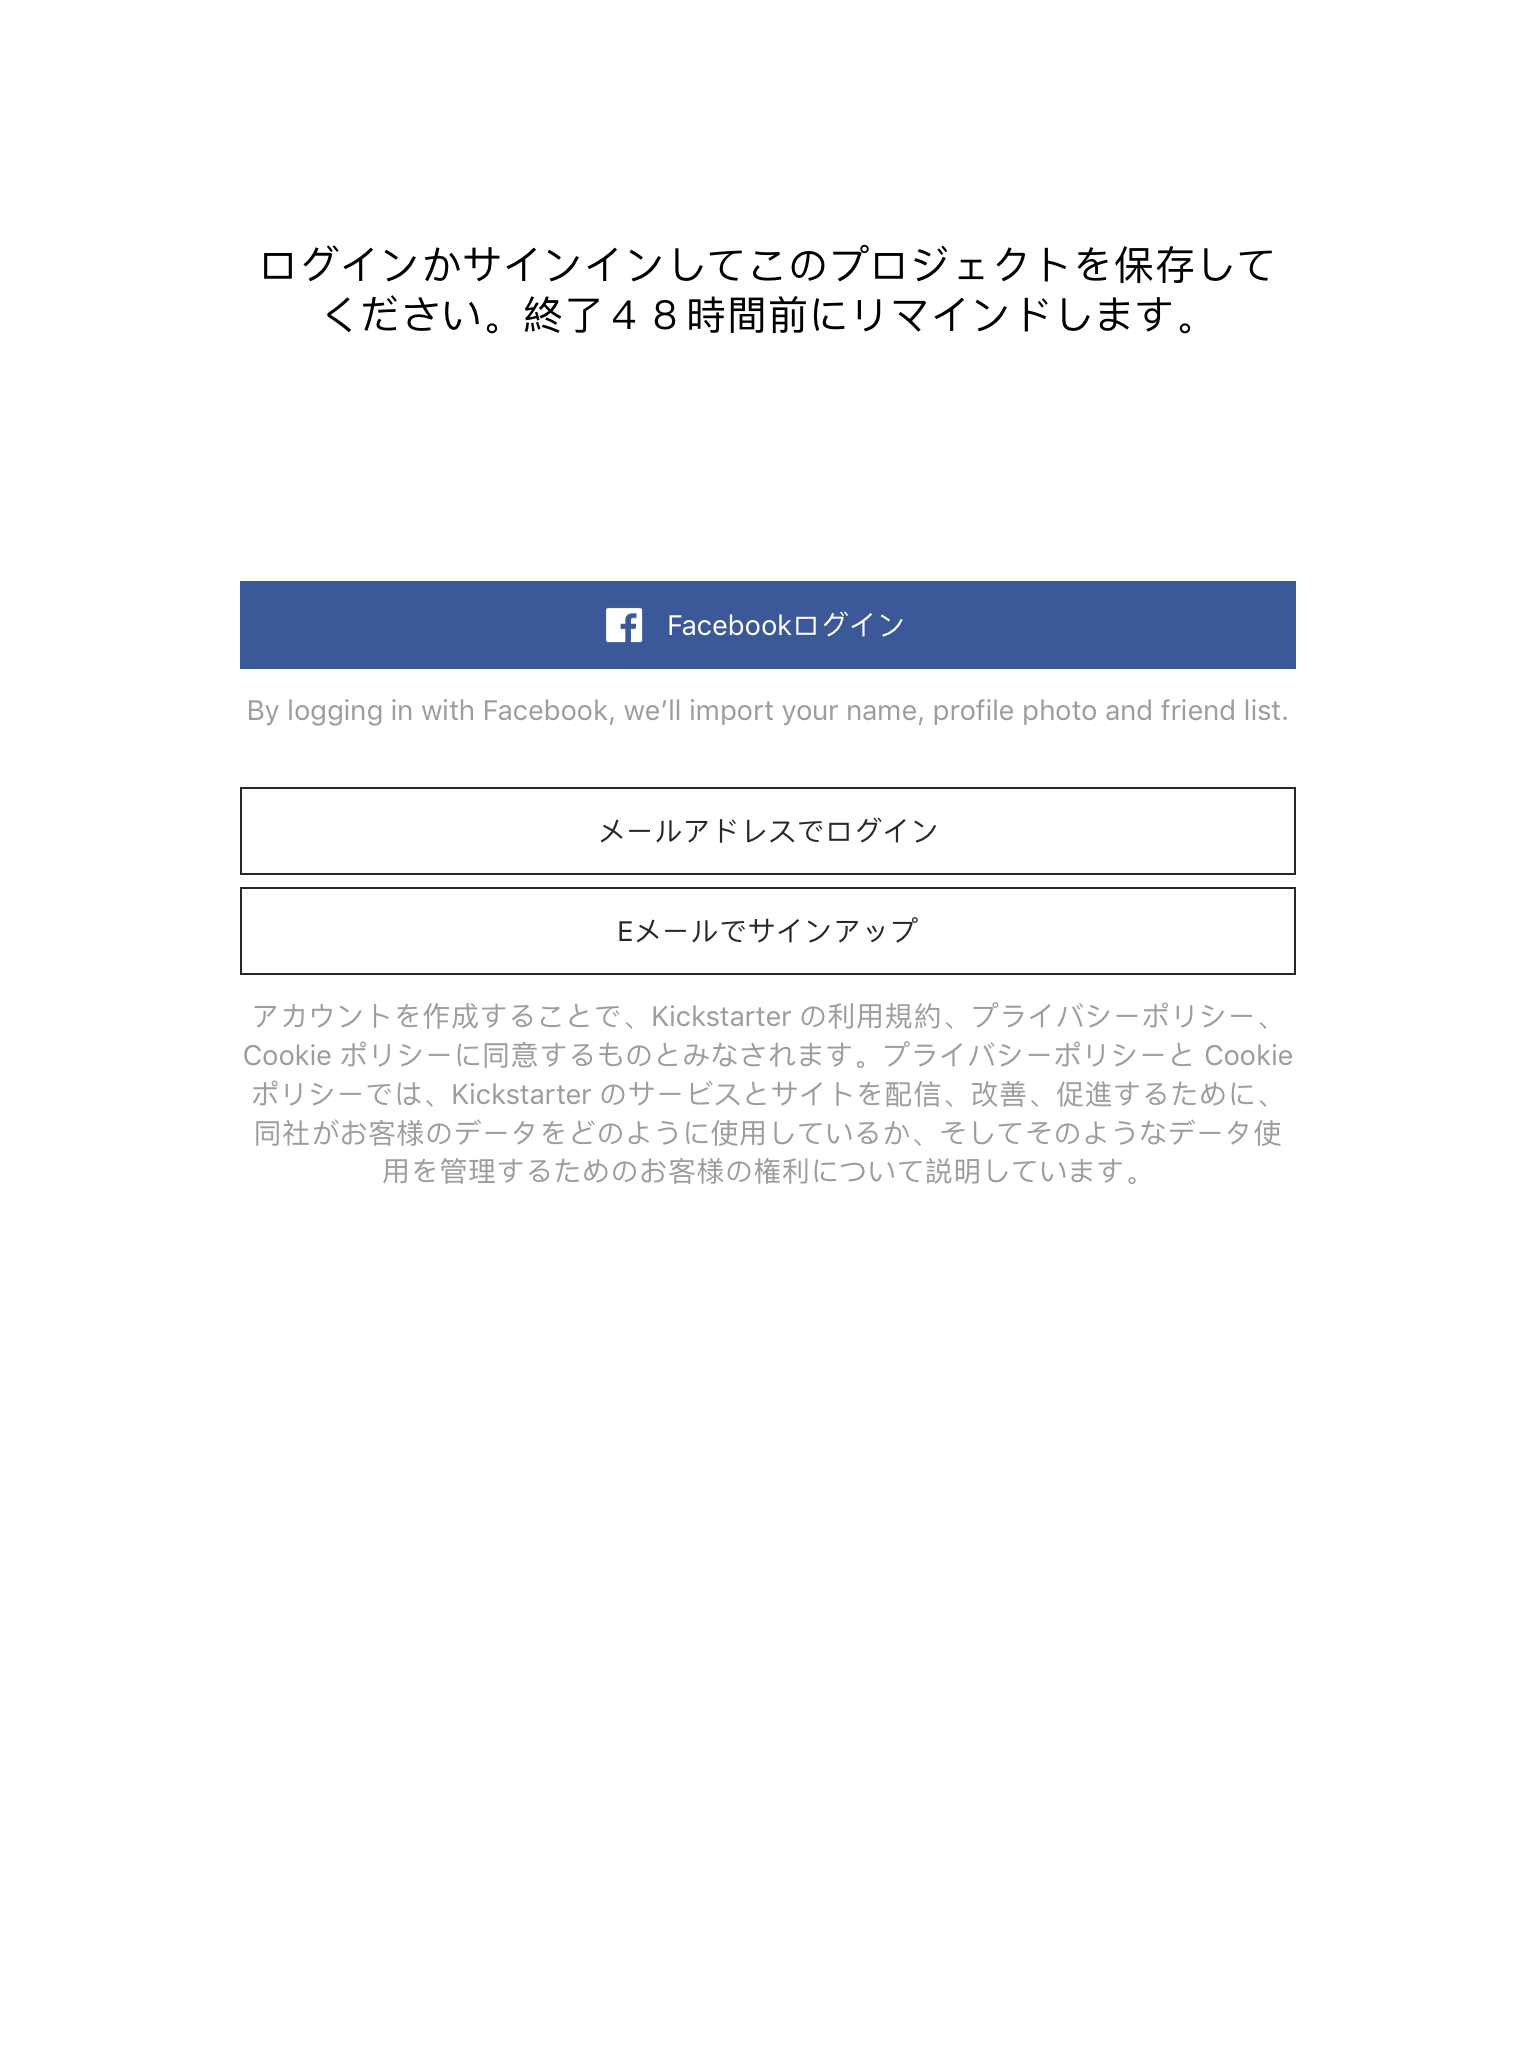 ログインかサインインしてこのプロジェクトを保存して
ください。終了４８時間前にリマインドします。
Facebookログイン
By logging in with Facebook, we’ll import your name, profile photo and friend list.
メールアドレスでログイン
Eメールでサインアップ
アカウントを作成することで、Kickstarter の利用規約、プライバシーポリシー、
Cookie ポリシーに同意するものとみなされます。プライバシーポリシーと Cookie
ポリシーでは、Kickstarter のサービスとサイトを配信、改善、促進するために、
同社がお客様のデータをどのように使用しているか、そしてそのようなデータ使
用を管理するためのお客様の権利について説明しています。